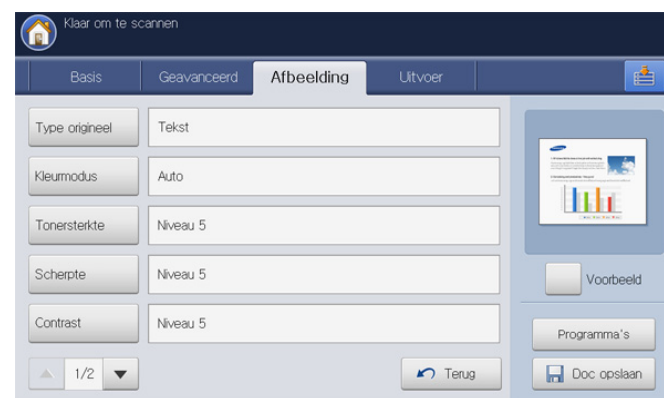 Klaar om te scannen
Basis
Geavanceerd
Afbeelding
Uitvoer
Type origineel
Tekst
Kleurmodus
Auto
Tonersterkte
Niveau 5
Scherpte
Niveau 5
Contrast
Niveau 5
Voorbeeld
Programma's
1/2
Terug
Doc opslaan